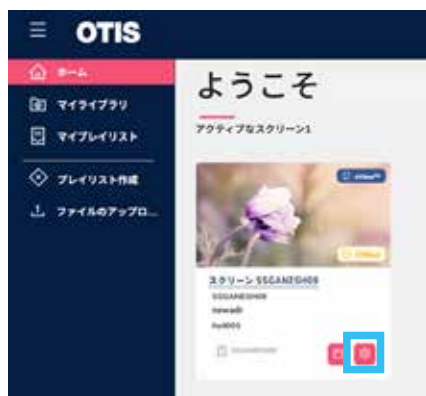 OTIS
ホーム
マイライブラリ
マイプレイリスト
プレイリスト作成
ファイルのアップロ...
ようこそ
アクティブなスクリーン1
スクリーン SSGANESH09
SSGANESH09
newadr